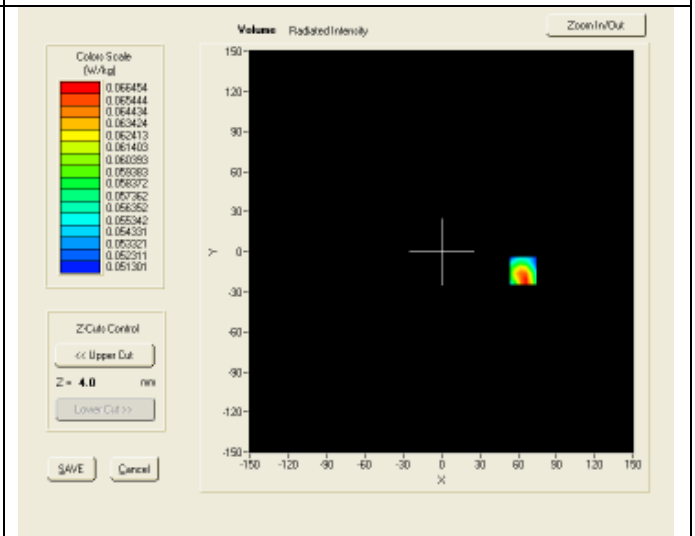 Volume Radiated Intensity
Zoom In/Out
Colors Scale
(W/kg)
0.066454
0.065444
0.064434
0.063424
0.062413
0.061403
0.060393
0.059383
0.058372
0.057362
0.056352
0.055342
0.054331
0.053321
0.052311
0.051301
Z-Cuts Control
<< Upper Cut
Z = 4.0 mm
Lower Cut >>
SAVE
Cancel
150
120
90
60
30
0
-30
-60
-90
-120
-150
Y
-150 -120 -90 -60 -30 0 30 60 90 120 150
X